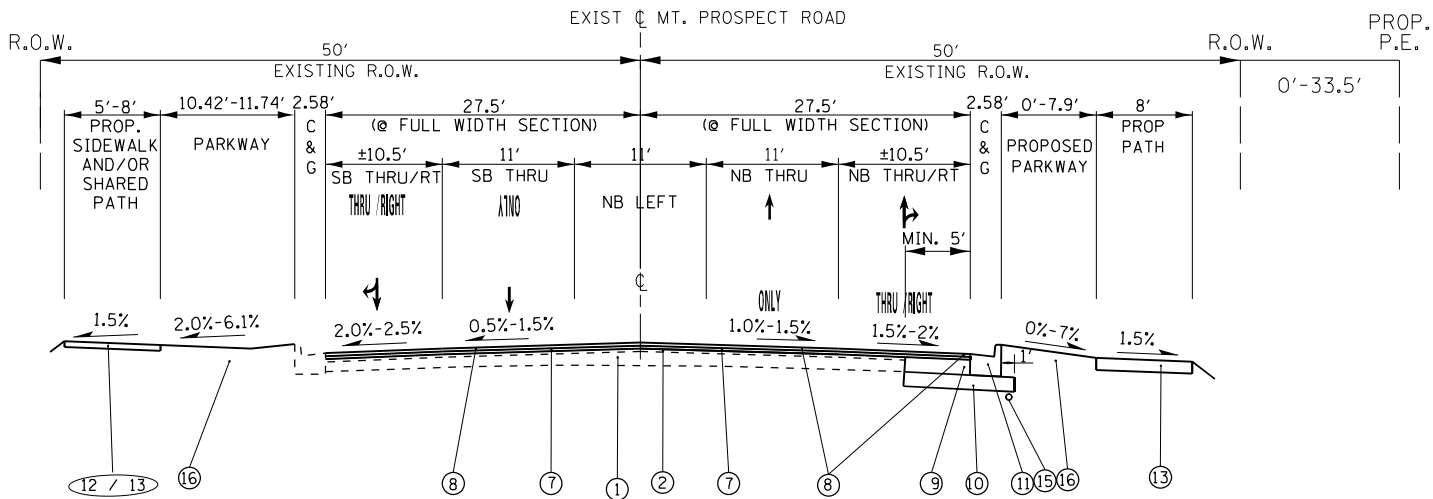 EXIST ℄ MT. PROSPECT ROAD
R.O.W.
50'
50'
R.O.W.
PROP.
P.E.
EXISTING R.O.W.
EXISTING R.O.W.
0'-33.5'
5'-8'
10.42'-11.74'
2.58'
27.5'
27.5'
2.58'
0'-7.9'
8'
PROP.
SIDEWALK
AND/OR
SHARED
PATH
PARKWAY
C
&
G
(@ FULL WIDTH SECTION)
(@ FULL WIDTH SECTION)
C
&
G
PROPOSED
PARKWAY
PROP
PATH
±10.5'
11'
11'
11'
±10.5'
SB THRU/RT
SB THRU
NB LEFT
NB THRU
NB THRU/RT
THRU /RIGHT
ONLY
MIN. 5'
℄
ONLY
THRU /RIGHT
1.5%
2.0%-6.1%
2.0%-2.5%
0.5%-1.5%
1.0%-1.5%
1.5%-2%
0%-7%
1.5%
1'
12 / 13
16
8
7
1
2
7
8
9
10
11
15
16
13